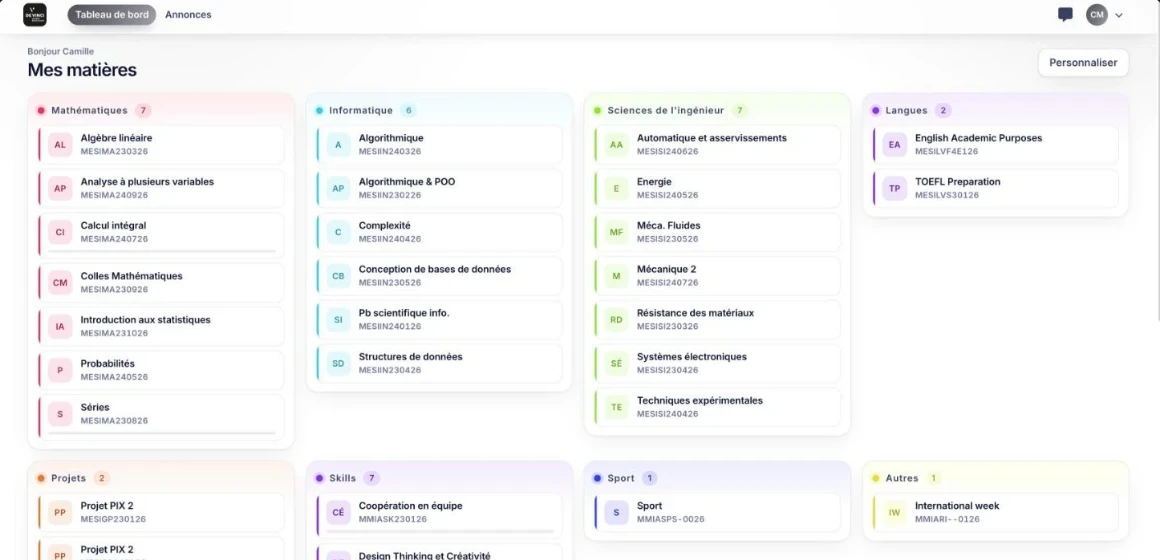 DE VINCI
Tableau de bord
Annonces
CM
Bonjour Camille
Mes matières
Personnaliser
Mathématiques 7
AL
Algèbre linéaire
MESIMA230326
AP
Analyse à plusieurs variables
MESIMA240926
CI
Calcul intégral
MESIMA240726
CM
Colles Mathématiques
MESIMA230926
IA
Introduction aux statistiques
MESIMA231026
P
Probabilités
MESIMA240526
S
Séries
MESIMA230826
Informatique 6
A
Algorithmique
MESIIN240326
AP
Algorithmique & POO
MESIIN230226
C
Complexité
MESIIN240426
CB
Conception de bases de données
MESIIN230526
SI
Pb scientifique info.
MESIIN240126
SD
Structures de données
MESIIN230426
Sciences de l'ingénieur 7
AA
Automatique et asservissements
MESISI240626
E
Energie
MESISI240526
MF
Méca. Fluides
MESISI230526
M
Mécanique 2
MESISI240726
RD
Résistance des matériaux
MESISI230326
SÉ
Systèmes électroniques
MESISI230426
TE
Techniques expérimentales
MESISI240426
Langues 2
EA
English Academic Purposes
MESILVF4E126
TP
TOEFL Preparation
MESILVS30126
Projets 2
PP
Projet PIX 2
MESIGP230126
PP
Projet PIX 2
Skills 7
CÉ
Coopération en équipe
MMIASK230126
Design Thinking et Créativité
Sport 1
S
Sport
MMIASPS-0026
Autres 1
IW
International week
MMIARI--0126